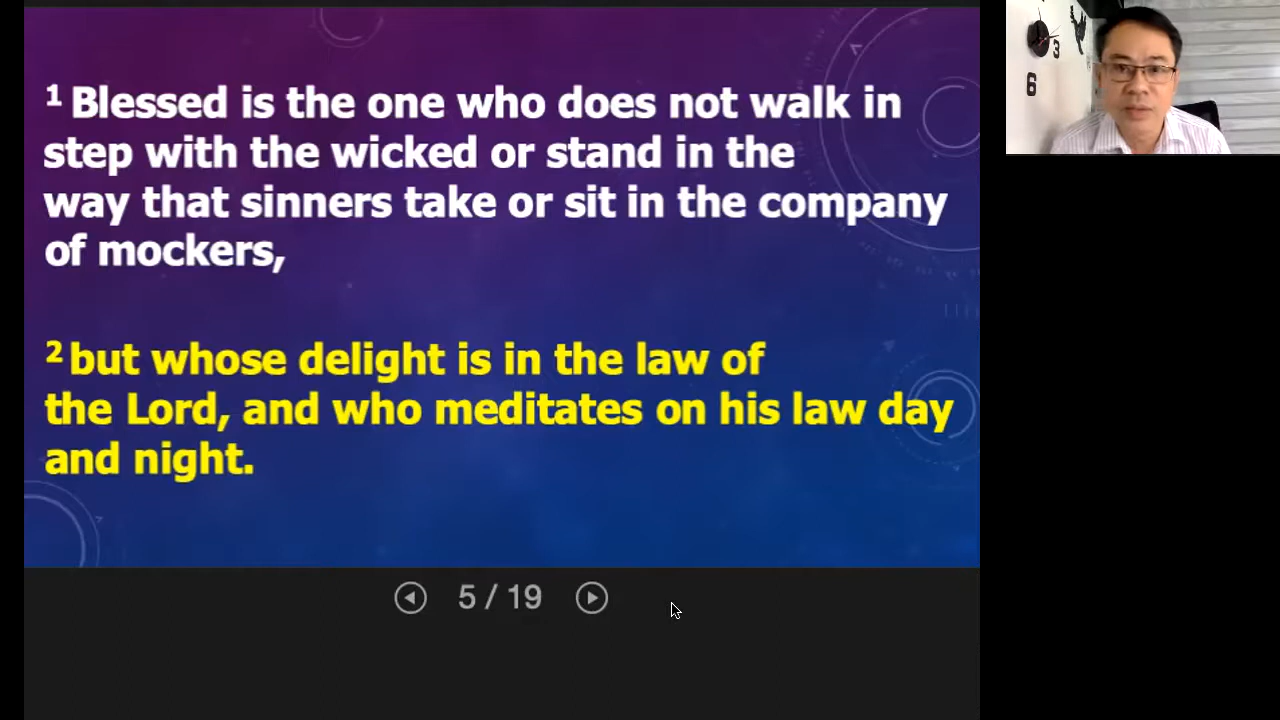 1 Blessed is the one who does not walk in
step with the wicked or stand in the
way that sinners take or sit in the company
of mockers,
2 but whose delight is in the law of
the Lord, and who meditates on his law day
and night.
5 / 19
3
6